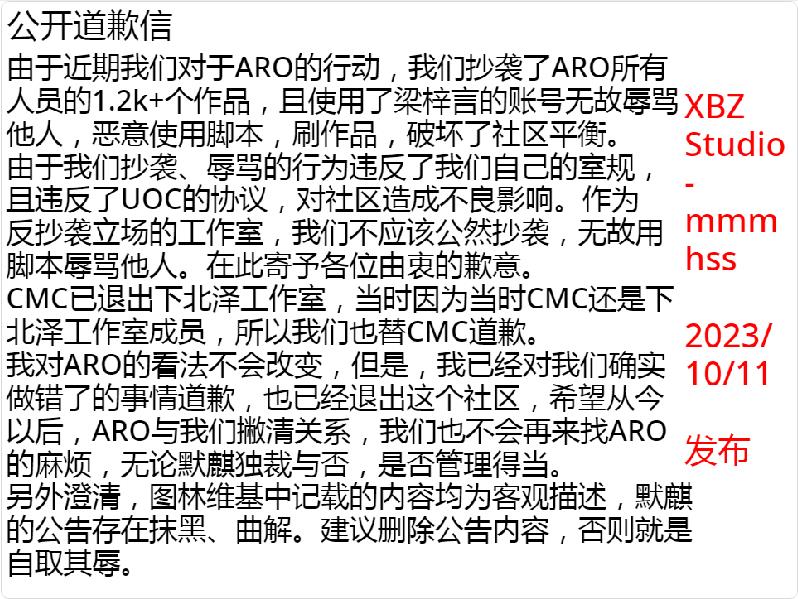 公开道歉信
由于近期我们对于ARO的行动，我们抄袭了ARO所有
人员的1.2k+个作品，且使用了梁梓言的账号无故辱骂
他人，恶意使用脚本，刷作品，破坏了社区平衡。
由于我们抄袭、辱骂的行为违反了我们自己的室规，
且违反了UOC的协议，对社区造成不良影响。作为
反抄袭立场的工作室，我们不应该公然抄袭，无故用
脚本辱骂他人。在此寄予各位由衷的歉意。
CMC已退出下北泽工作室，当时因为当时CMC还是下
北泽工作室成员，所以我们也替CMC道歉。
我对ARO的看法不会改变，但是，我已经对我们确实
做错了的事情道歉，也已经退出这个社区，希望从今
以后，ARO与我们撇清关系，我们也不会再来找ARO
的麻烦，无论默麒独裁与否，是否管理得当。
另外澄清，图林维基中记载的内容均为客观描述，默麒
的公告存在抹黑、曲解。建议删除公告内容，否则就是
自取其辱。
XBZ
Studio
-
mmm
hss
2023/
10/11
发布